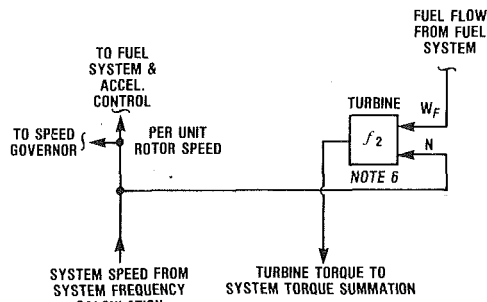 FUEL FLOW
FROM FUEL
SYSTEM
TO FUEL
SYSTEM &
ACCEL.
CONTROL
TURBINE
W_F
TO SPEED
GOVERNOR
PER UNIT
ROTOR SPEED
f 2
N
NOTE 6
SYSTEM SPEED FROM
SYSTEM FREQUENCY
TURBINE TORQUE TO
SYSTEM TORQUE SUMMATION